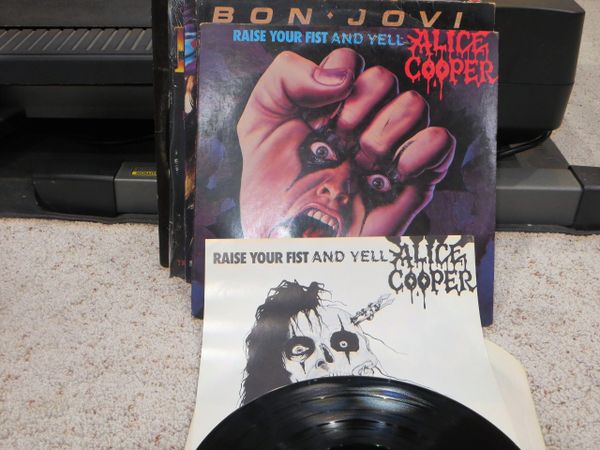 BON·JOVI
RAISE YOUR FIST AND YELL
ALICE
COOPER
RAISE YOUR FIST AND YELL
ALICE
COOPER